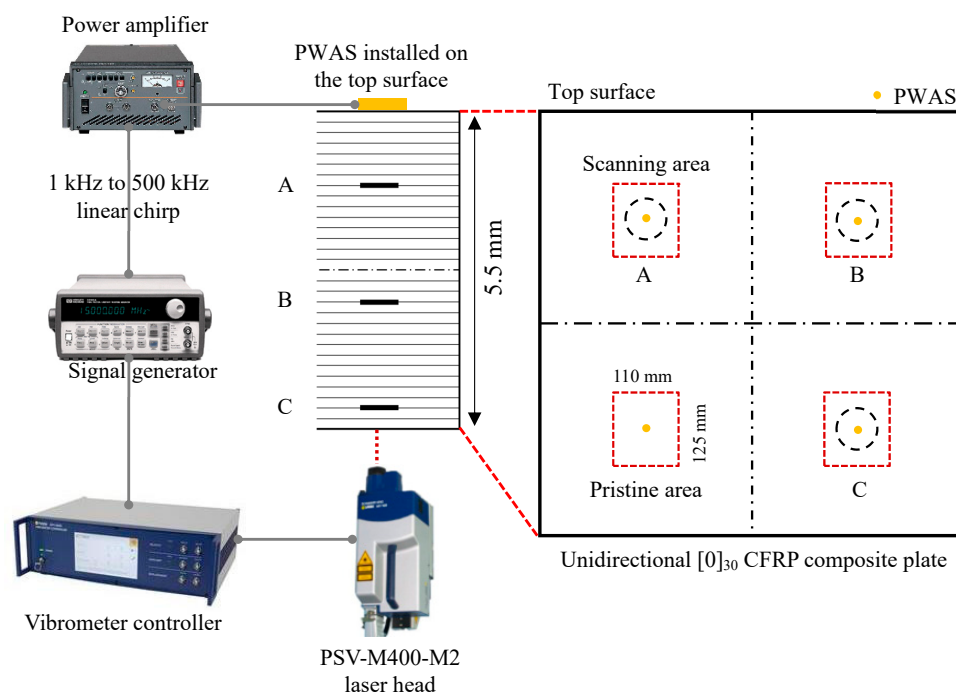 Power amplifier
PWAS installed on
the top surface
1 kHz to 500 kHz
linear chirp
Signal generator
Vibrometer controller
A
B
C
5.5 mm
PSV-M400-M2
laser head
Top surface
PWAS
Scanning area
A
B
110 mm
125 mm
Pristine area
C
Unidirectional [0]30 CFRP composite plate